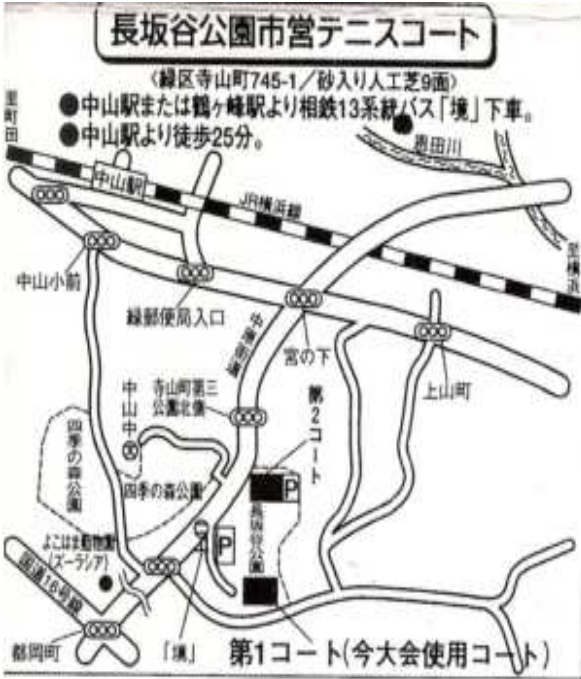 長坂谷公園市営テニスコート
〈緑区寺山町745-1／砂入り人工芝9面〉
●中山駅または鶴ヶ峰駅より相鉄13系統バス「境」下車。
●中山駅より徒歩25分。
至町田
恩田川
中山駅
JR横浜線
至横浜
中山小前
緑郵便局入口
中原街道
宮の下
上山町
寺山町第三
公園北側
中山中
文
第2コート
四季の森公園
四季の森公園
P
長坂谷公園
P
よこはま動物園
(ズーラシア)
国道16号線
都岡町
「境」
第1コート(今大会使用コート)